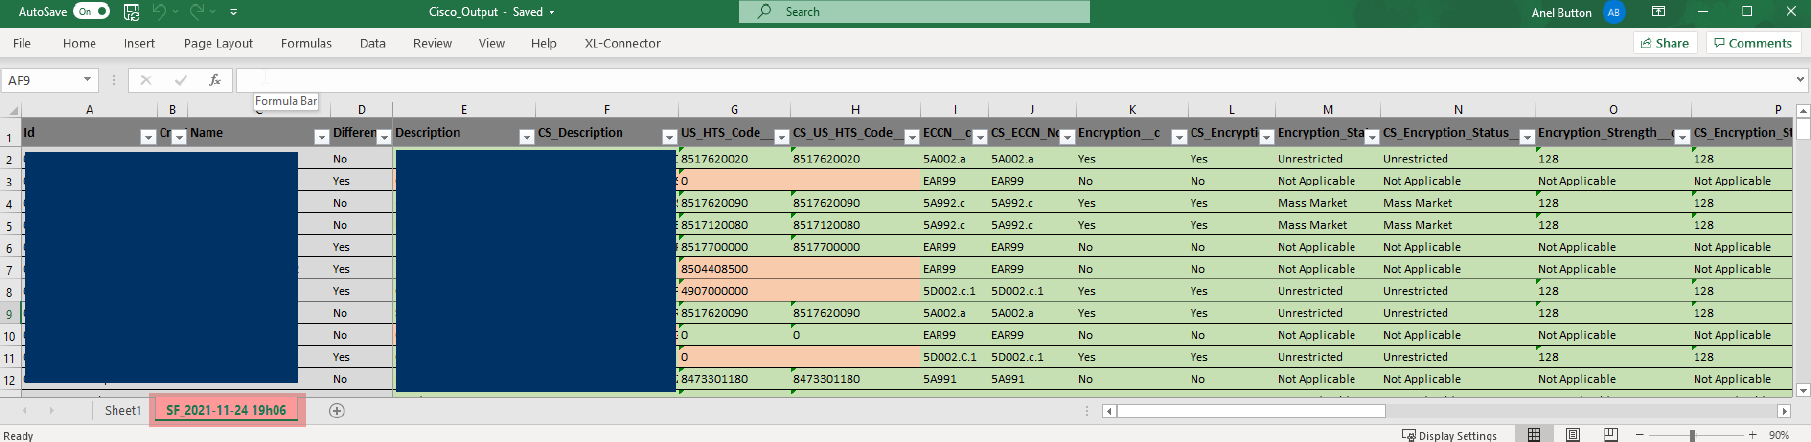 AutoSave On Cisco_Output - Saved Search Anel Button AB
File Home Insert Page Layout Formulas Data Review View Help XL-Connector Share Comments
AF9 fx
Formula Bar
A B C D E F G H I J K L M N O P
1 Id Cr Name Differen Description CS_Description US_HTS_Code__ CS_US_HTS_Code__ ECCN__c CS_ECCN_No Encryption__c CS_Encrypti Encryption_Sta CS_Encryption_Status__ Encryption_Strength__c CS_Encryption_St
2 No 8517620020 8517620020 5A002.a 5A002.a Yes Yes Unrestricted Unrestricted 128 128
3 Yes 0 EAR99 EAR99 No No Not Applicable Not Applicable Not Applicable Not Applicable
4 No 8517620090 8517620090 5A992.c 5A992.c Yes Yes Mass Market Mass Market 128 128
5 No 8517120080 8517120080 5A992.c 5A992.c Yes Yes Mass Market Mass Market 128 128
6 Yes 8517700000 8517700000 EAR99 EAR99 No No Not Applicable Not Applicable Not Applicable Not Applicable
7 Yes 8504408500 EAR99 EAR99 No No Not Applicable Not Applicable Not Applicable Not Applicable
8 Yes 4907000000 5D002.c.1 5D002.c.1 Yes Yes Unrestricted Unrestricted 128 128
9 No 8517620090 8517620090 5A002.a 5A002.a Yes Yes Unrestricted Unrestricted 128 128
10 No 0 0 EAR99 EAR99 No No Not Applicable Not Applicable Not Applicable Not Applicable
11 Yes 0 5D002.C.1 5D002.c.1 Yes Yes Unrestricted Unrestricted 128 128
12 No 8473301180 8473301180 5A991 5A991 No No Not Applicable Not Applicable Not Applicable Not Applicable
Sheet1 SF_2021-11-24 19h06
Ready Display Settings 90%